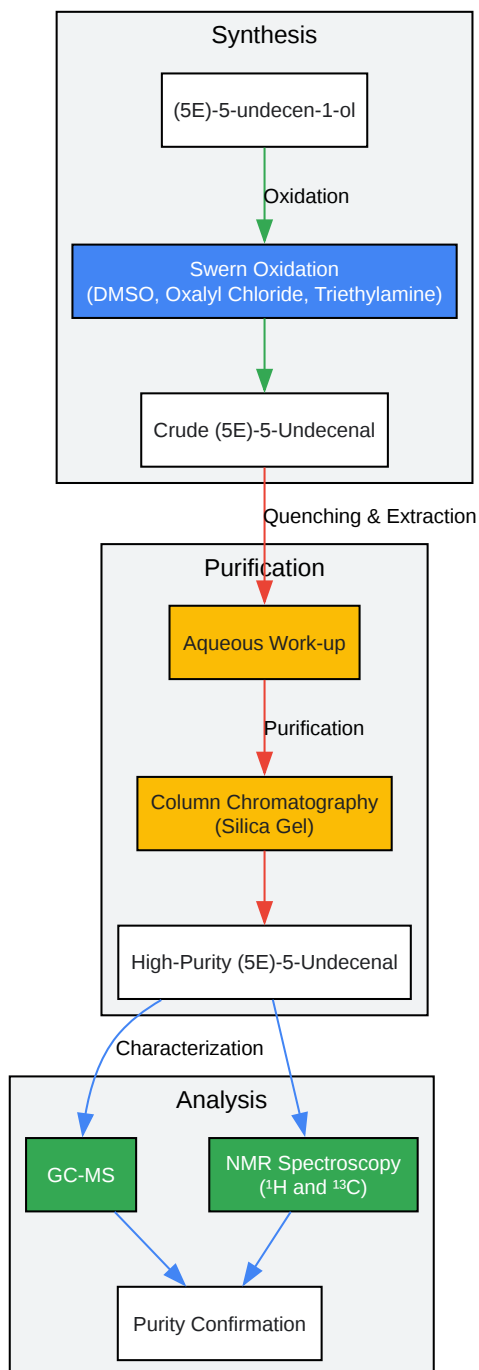 Synthesis
(5E)-5-undecen-1-ol
Oxidation
Swern Oxidation
(DMSO, Oxalyl Chloride, Triethylamine)
Crude (5E)-5-Undecenal
Quenching & Extraction
Purification
Aqueous Work-up
Purification
Column Chromatography
(Silica Gel)
High-Purity (5E)-5-Undecenal
Characterization
Analysis
GC-MS
NMR Spectroscopy
(¹H and ¹³C)
Purity Confirmation